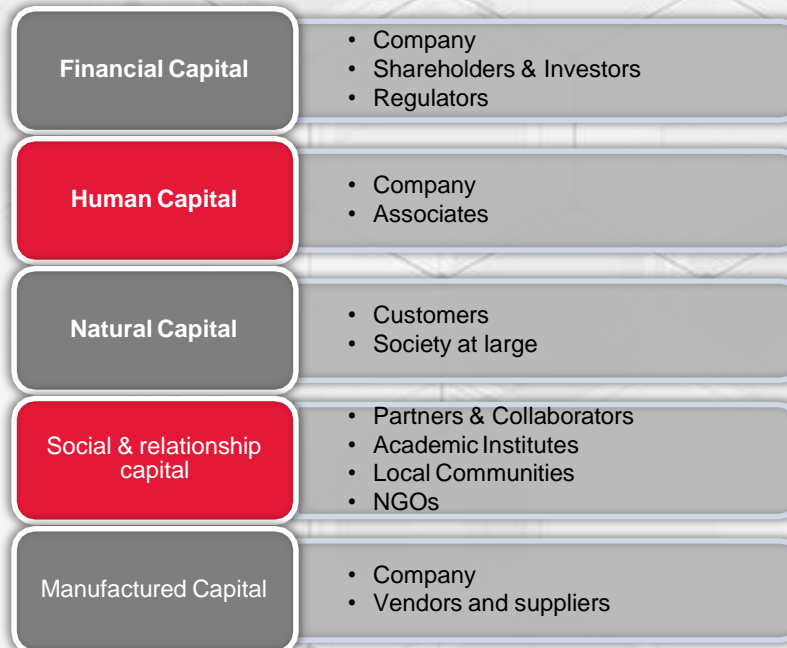 Financial Capital
• Company
• Shareholders & Investors
• Regulators
Human Capital
• Company
• Associates
Natural Capital
• Customers
• Society at large
Social & relationship
capital
• Partners & Collaborators
• Academic Institutes
• Local Communities
• NGOs
Manufactured Capital
• Company
• Vendors and suppliers